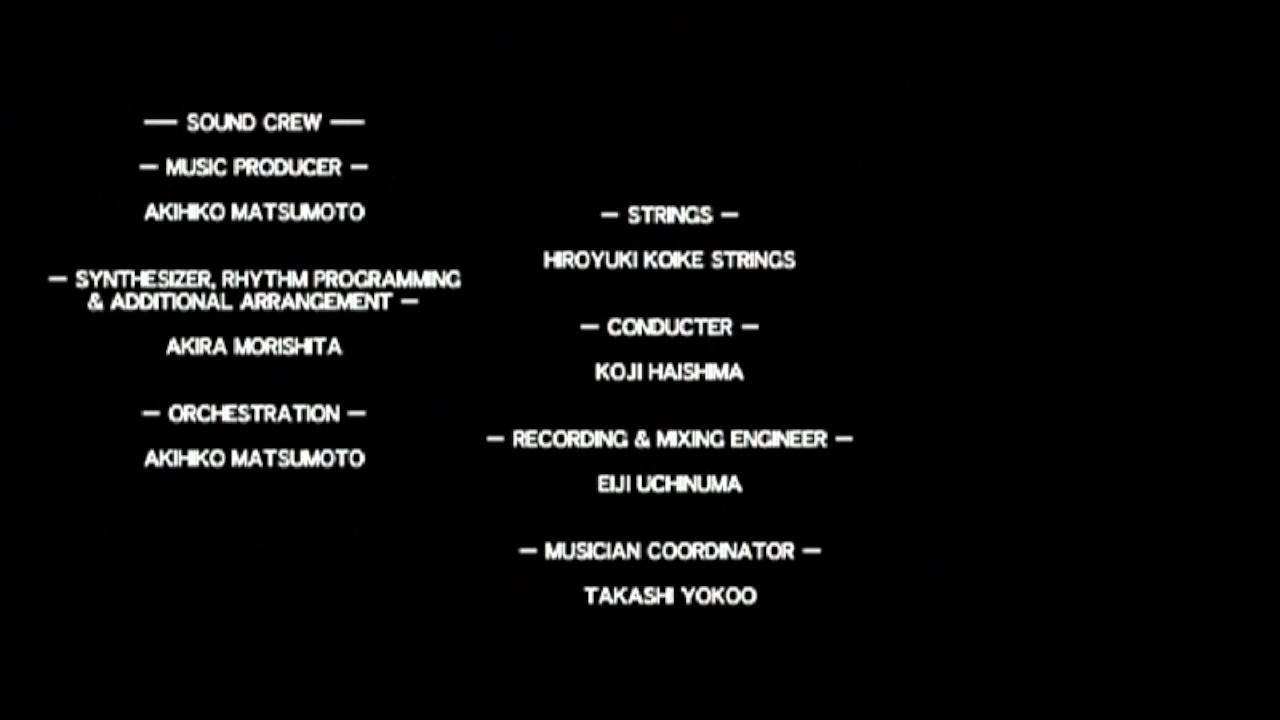 — SOUND CREW —
— MUSIC PRODUCER —
AKIHIKO MATSUMOTO
— SYNTHESIZER, RHYTHM PROGRAMMING
& ADDITIONAL ARRANGEMENT —
AKIRA MORISHITA
— ORCHESTRATION —
AKIHIKO MATSUMOTO
— STRINGS —
HIROYUKI KOIKE STRINGS
— CONDUCTER —
KOJI HAISHIMA
— RECORDING & MIXING ENGINEER —
EIJI UCHINUMA
— MUSICIAN COORDINATOR —
TAKASHI YOKOO